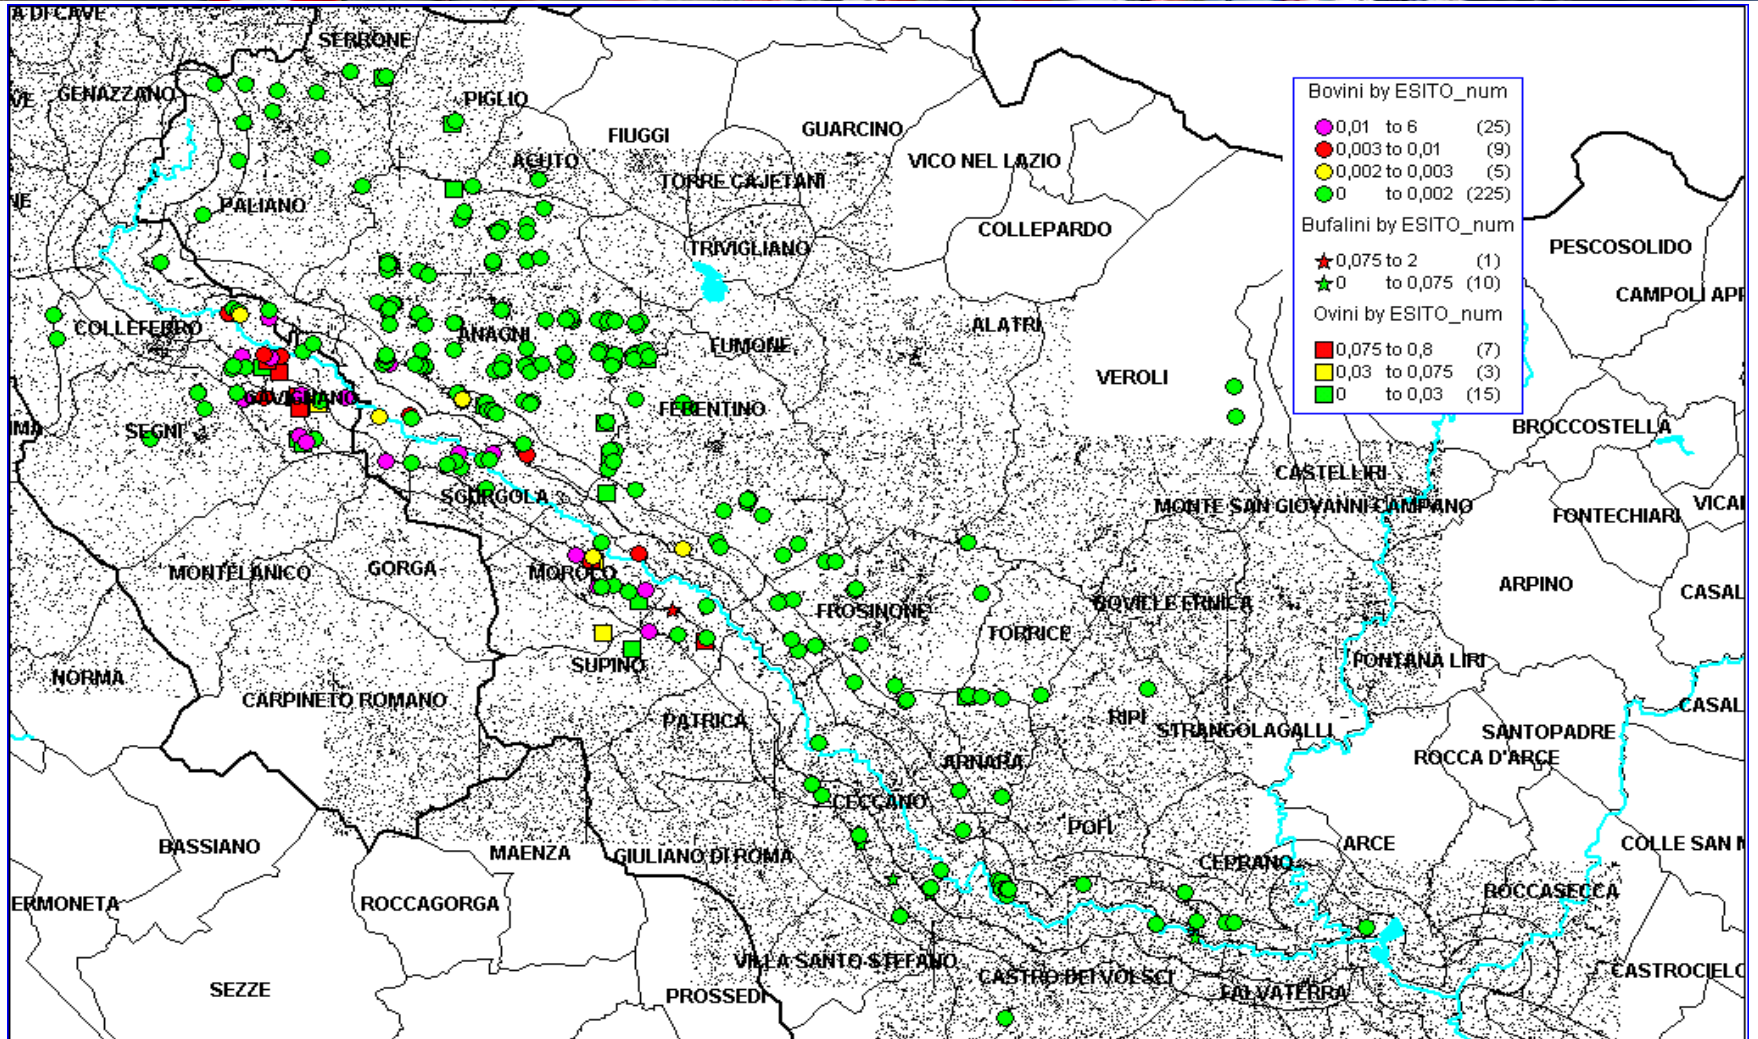 A DI CAVE
SERRONE
VE
GENAZZANO
PIGLIO
FIUGGI
GUARCINO
ACUTO
VICO NEL LAZIO
TORRE CAJETANI
NE
PALIANO
COLLEPARDO
TRIVIGLIANO
PESCOSOLIDO
CAMPOLI APP
COLLEFERRO
ANAGNI
ALATRI
FUMONE
VEROLI
GAVIGNANO
FERENTINO
IMA
SEGNI
BROCCOSTELLA
CASTELLIRI
SGURGOLA
MONTE SAN GIOVANNI CAMPANO
VICAI
FONTECHIARI
MONTELANICO
GORGA
MOROLO
ARPINO
CASAL
FROSINONE
BOVILLE ERNICA
TORRICE
SUPINO
FONTANA LIRI
NORMA
CARPINETO ROMANO
PATRICA
RIPI
STRANGOLAGALLI
SANTOPADRE
CASAL
ROCCA D'ARCE
ARNARA
CECCANO
POFI
BASSIANO
MAENZA
GIULIANO DI ROMA
CEPRANO
ARCE
COLLE SAN M
ERMONETA
ROCCAGORGA
ROCCASECCA
VILLA SANTO STEFANO
CASTRO DEI VOLSCI
FALVATERRA
CASTROCIELO
SEZZE
PROSSEDI
Bovini by ESITO_num
0,01 to 6 (25)
0,003 to 0,01 (9)
0,002 to 0,003 (5)
0 to 0,002 (225)
Bufalini by ESITO_num
0,075 to 2 (1)
0 to 0,075 (10)
Ovini by ESITO_num
0,075 to 0,8 (7)
0,03 to 0,075 (3)
0 to 0,03 (15)